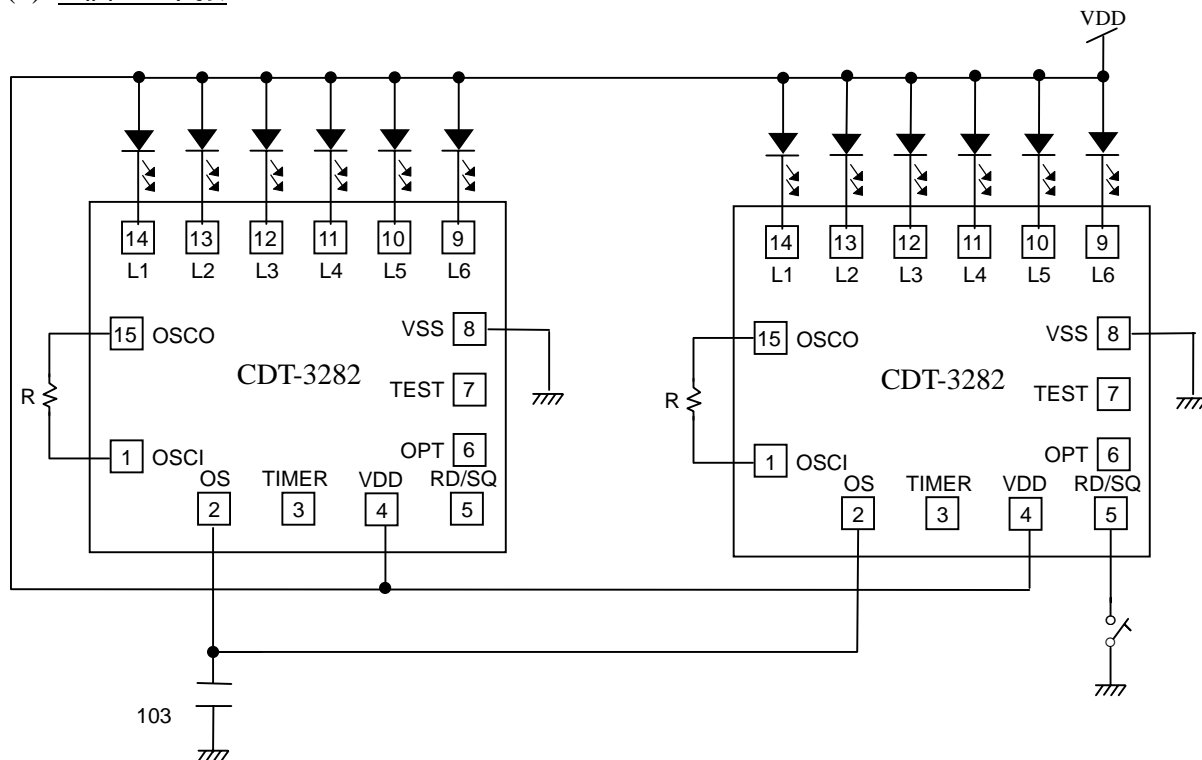 VDD
14 13 12 11 10 9
L1 L2 L3 L4 L5 L6
15 OSCO
VSS 8
CDT-3282
TEST 7
R
OPT 6
1 OSCI
OS TIMER VDD RD/SQ
2 3 4 5
14 13 12 11 10 9
L1 L2 L3 L4 L5 L6
15 OSCO
VSS 8
CDT-3282
TEST 7
R
OPT 6
1 OSCI
OS TIMER VDD RD/SQ
2 3 4 5
103